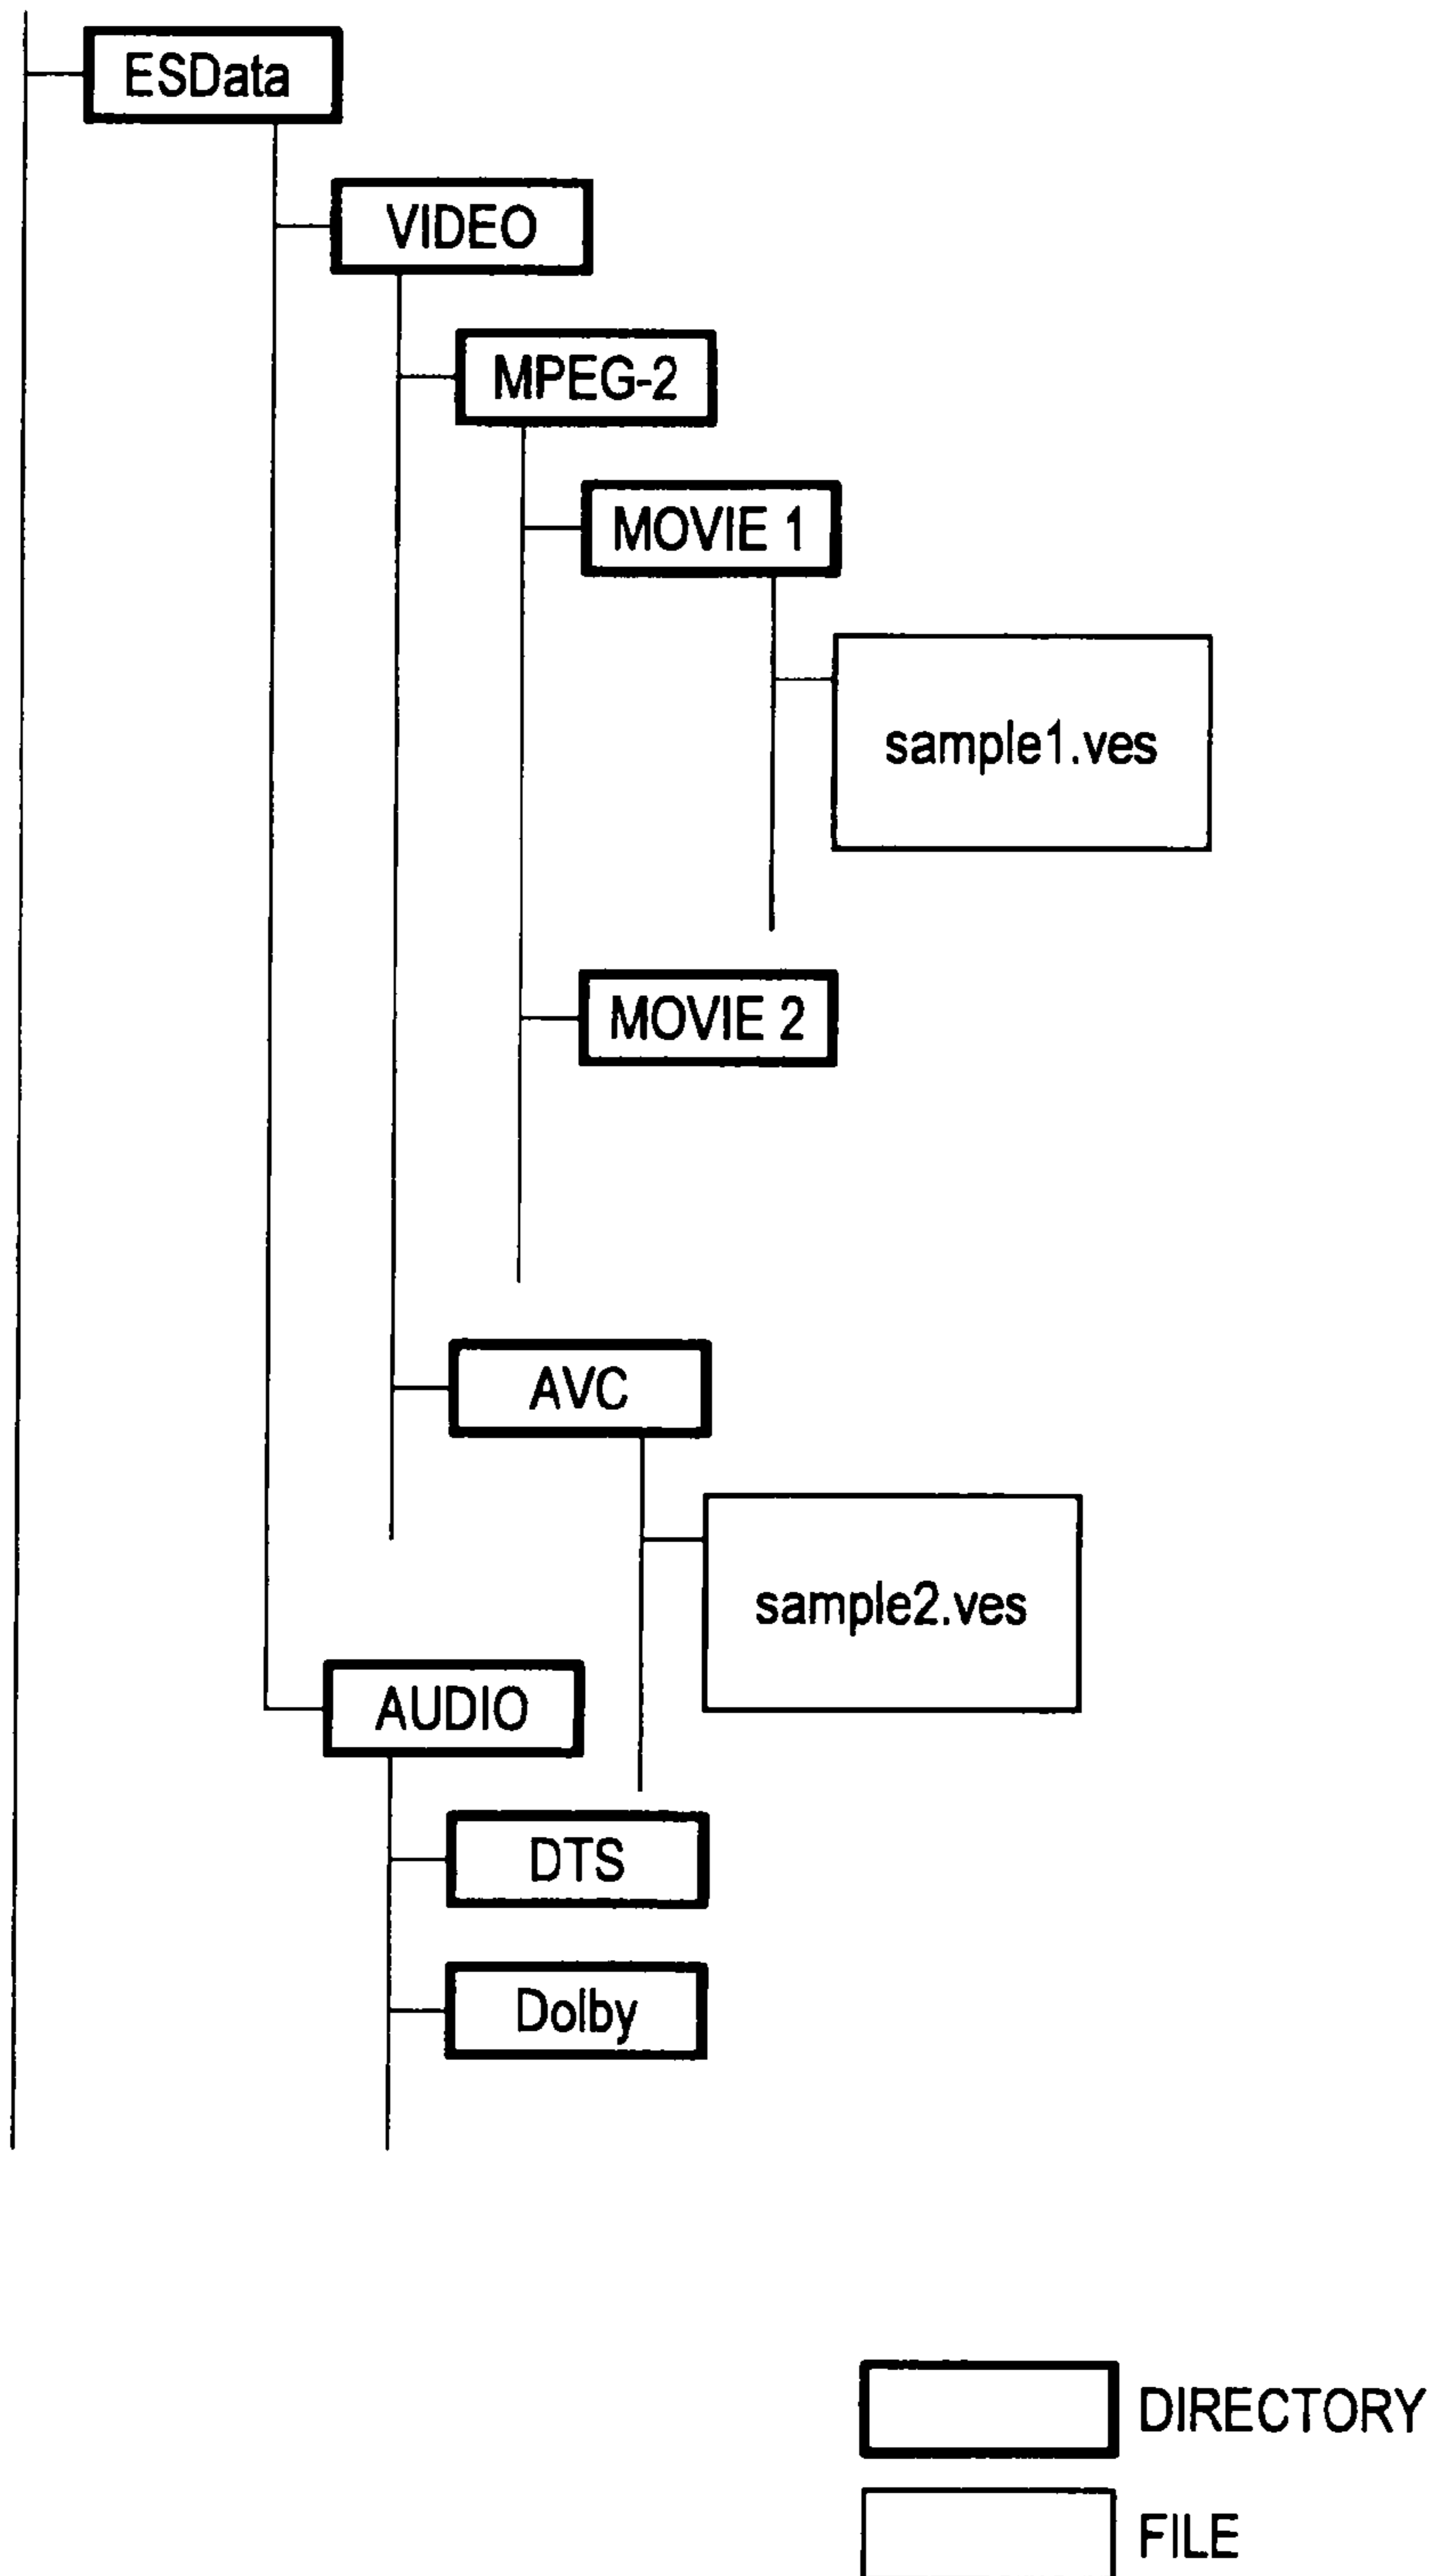 ESData
VIDEO
MPEG-2
MOVIE 1
sample1.ves
MOVIE 2
AVC
sample2.ves
AUDIO
DTS
Dolby
DIRECTORY
FILE